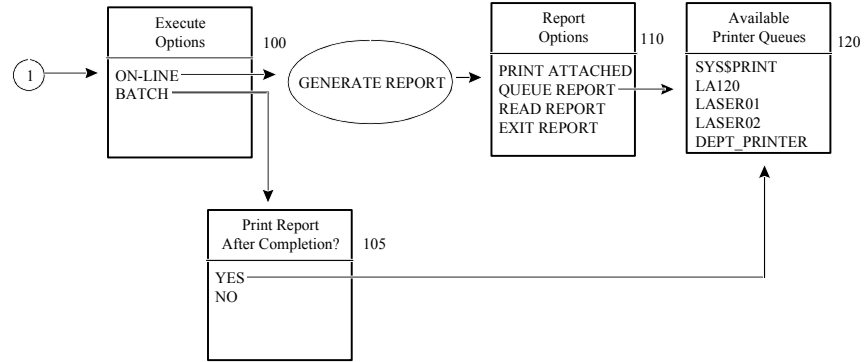 1
Execute
Options
100
ON-LINE
BATCH
GENERATE REPORT
Report
Options
110
PRINT ATTACHED
QUEUE REPORT
READ REPORT
EXIT REPORT
Available
Printer Queues
120
SYS$PRINT
LA120
LASER01
LASER02
DEPT_PRINTER
Print Report
After Completion?
105
YES
NO